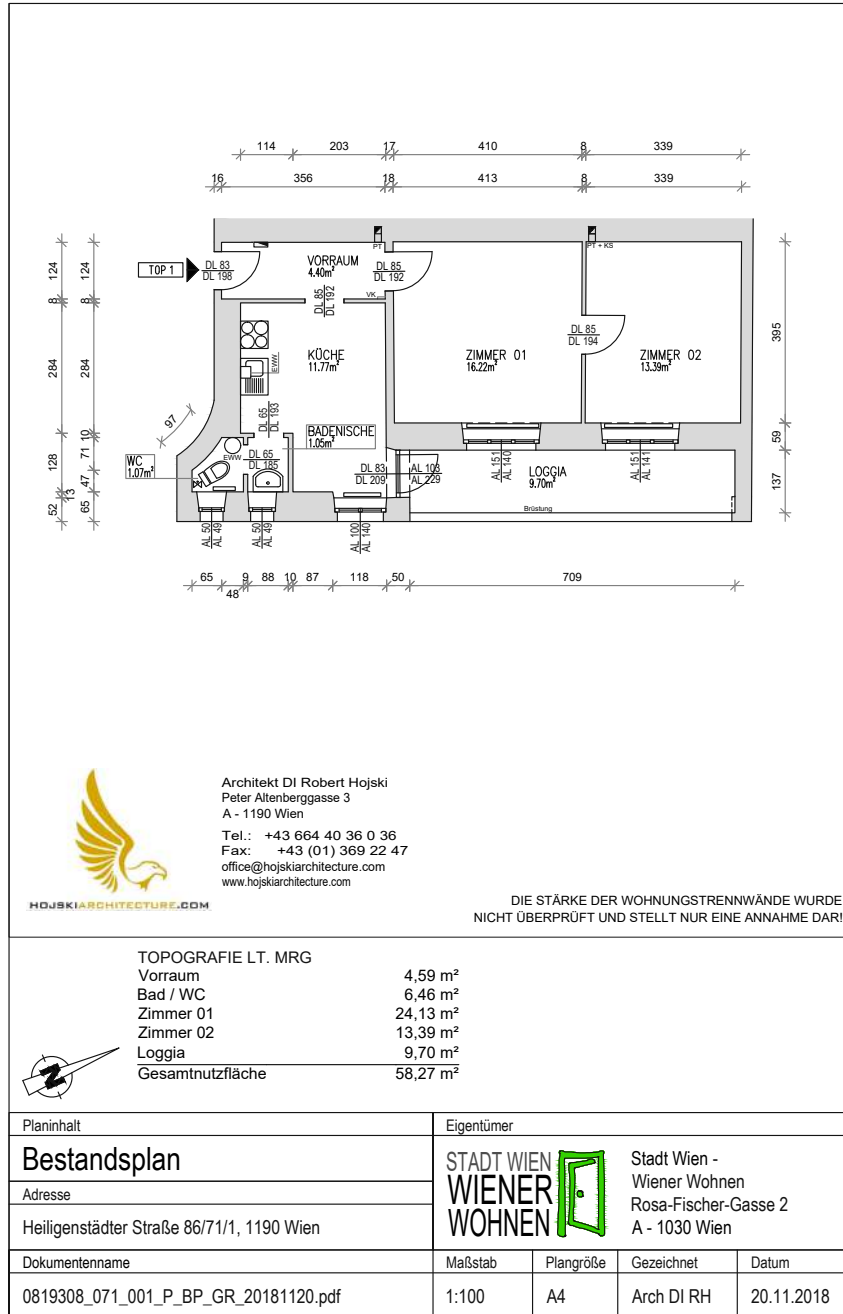 114 203 17 410 8 339
16 356 18 413 8 339
TOP 1
DL 83
DL 198
VORRAUM
4.40m²
PT
DL 85
DL 192
DL 85
DL 192
VK
PT + KS
124 124
8 8
284 284
128 71 10
47
13
52 65
97
KÜCHE
11.77m²
EWW
DL 65
DL 193
ZIMMER 01
16.22m²
DL 85
DL 194
ZIMMER 02
13.39m²
395
59
137
BADENISCHE
1.05m²
WC
1.07m²
EWW
DL 65
DL 185
DL 83
DL 209
AL 103
AL 229
AL 151
AL 140
LOGGIA
9.70m²
AL 151
AL 141
Brüstung
AL 50
AL 49
AL 50
AL 49
AL 100
AL 140
65 9 88 10 87 118 50 709
48
Architekt DI Robert Hojski
Peter Altenberggasse 3
A - 1190 Wien
Tel.: +43 664 40 36 0 36
Fax: +43 (01) 369 22 47
office@hojskiarchitecture.com
www.hojskiarchitecture.com
HOJSKIARCHITECTURE.COM
DIE STÄRKE DER WOHNUNGSTRENNWÄNDE WURDE
NICHT ÜBERPRÜFT UND STELLT NUR EINE ANNAHME DAR!
TOPOGRAFIE LT. MRG
Vorraum 4,59 m²
Bad / WC 6,46 m²
Zimmer 01 24,13 m²
Zimmer 02 13,39 m²
Loggia 9,70 m²
Gesamtnutzfläche 58,27 m²
N
Planinhalt
Bestandsplan
Adresse
Heiligenstädter Straße 86/71/1, 1190 Wien
Eigentümer
STADT WIEN
WIENER
WOHNEN
Stadt Wien -
Wiener Wohnen
Rosa-Fischer-Gasse 2
A - 1030 Wien
Dokumentenname
0819308_071_001_P_BP_GR_20181120.pdf
Maßstab
1:100
Plangröße
A4
Gezeichnet
Arch DI RH
Datum
20.11.2018